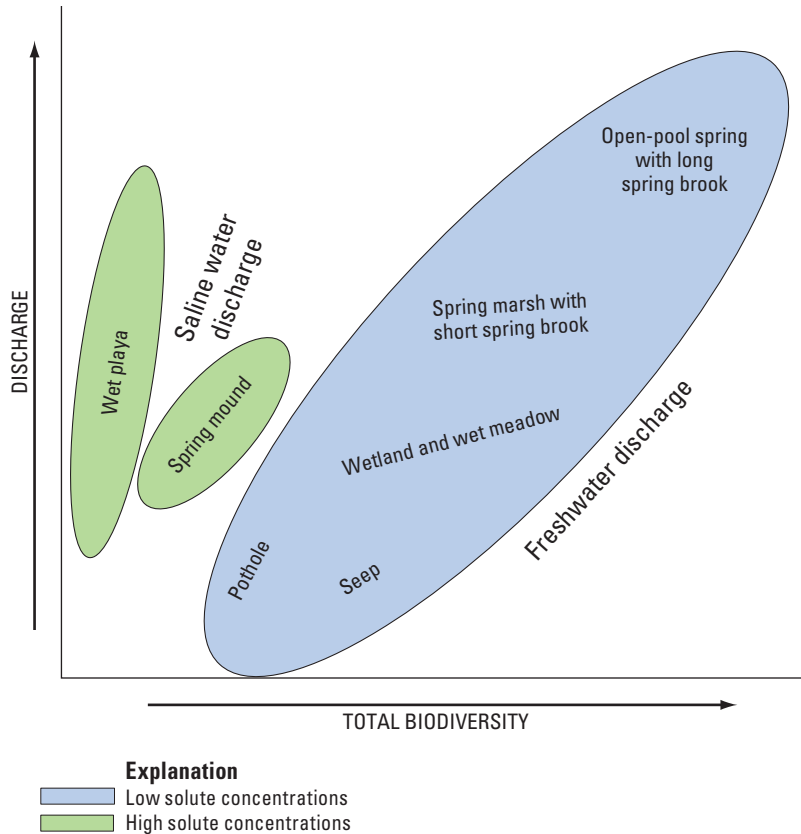 Open-pool spring
with long
spring brook
Saline water
discharge
Spring marsh with
short spring brook
Wet playa
DISCHARGE
Spring mound
Wetland and wet meadow
Freshwater discharge
Pothole
Seep
TOTAL BIODIVERSITY
Explanation
Low solute concentrations
High solute concentrations